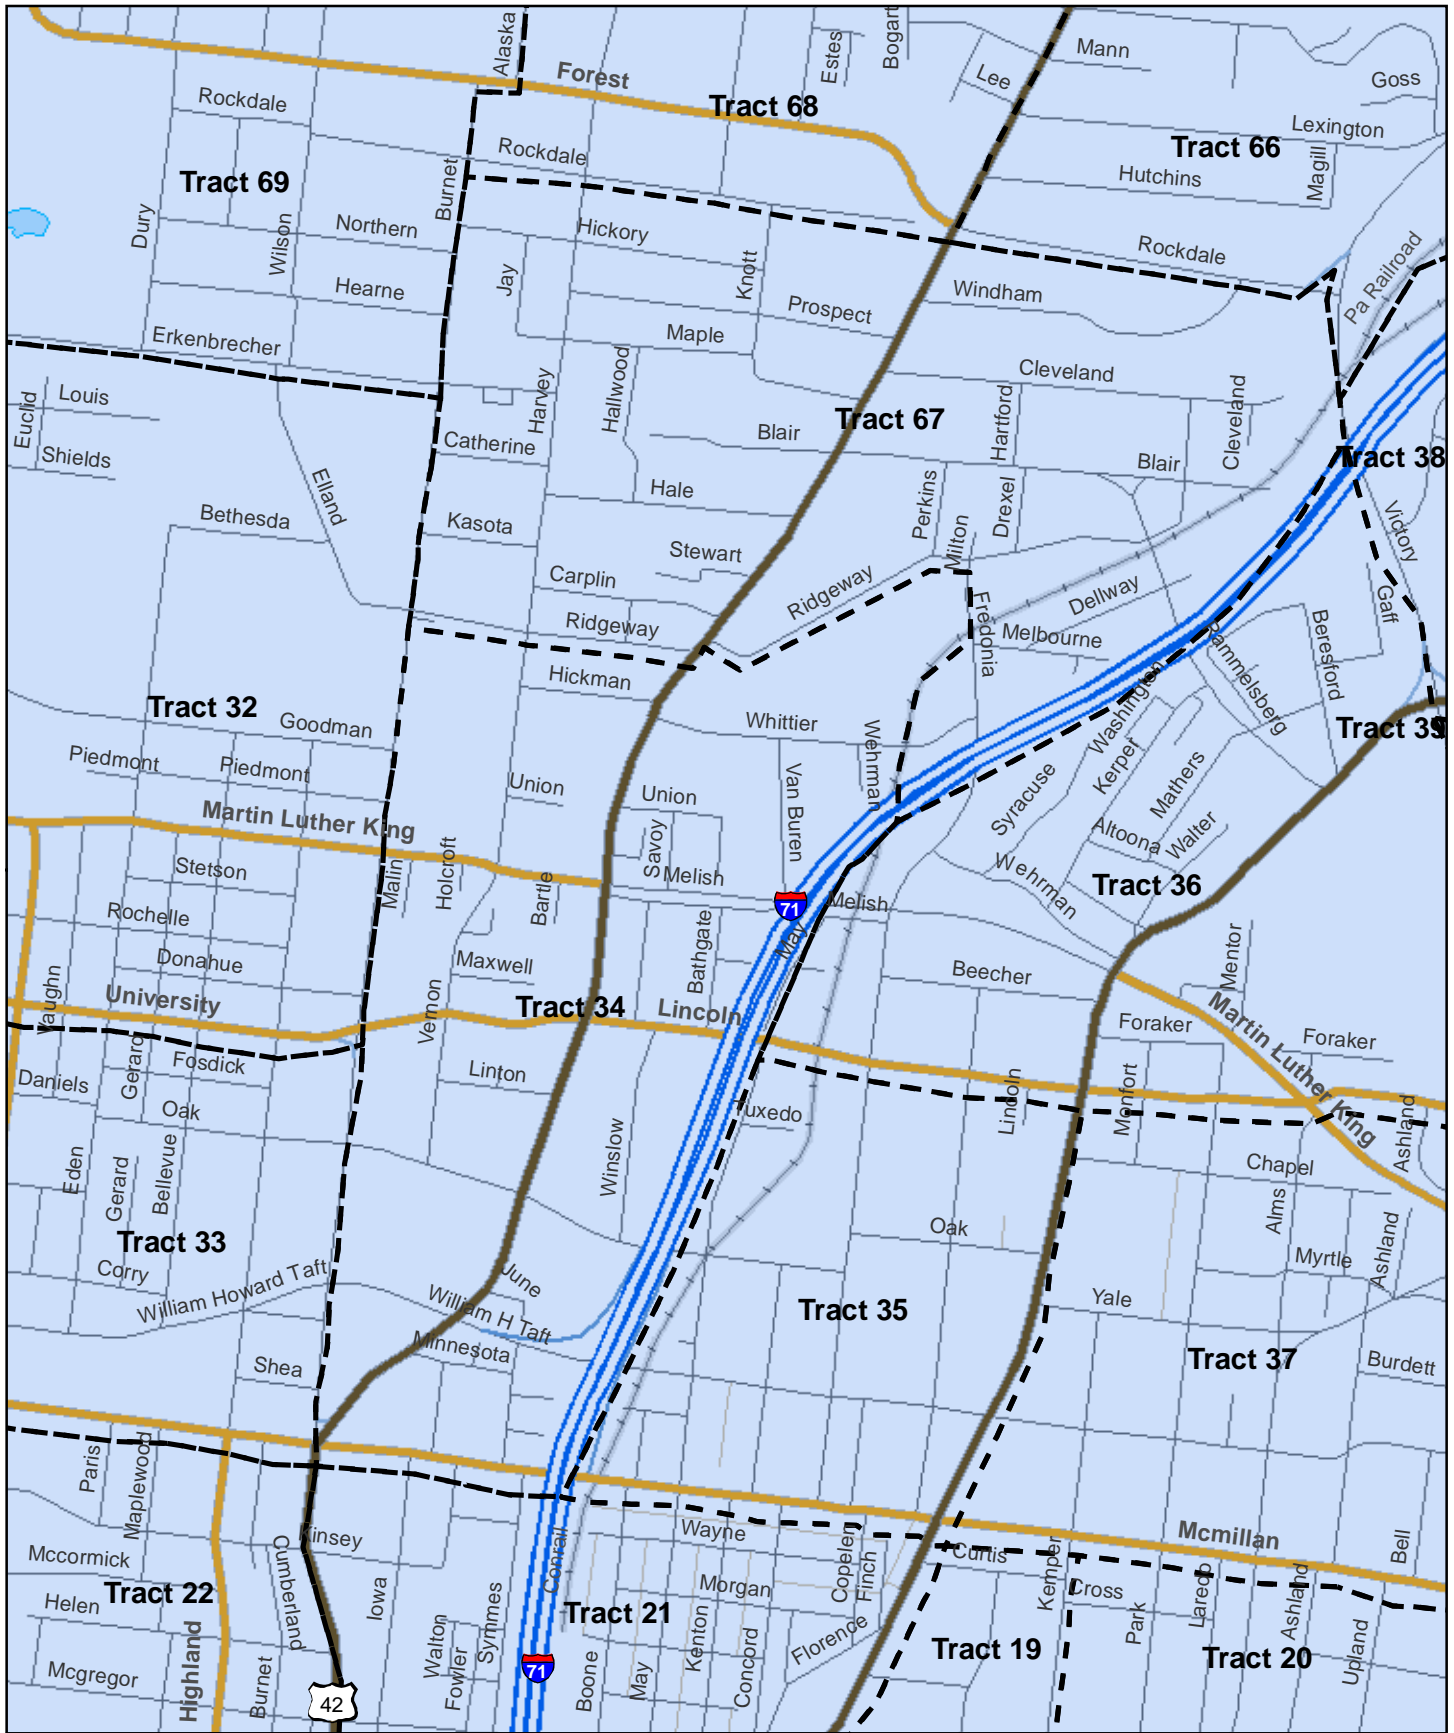 Alaska
Bogart
Estes
Mann
Lee
Forest
Goss
Rockdale
Tract 68
Lexington
Tract 66
Rockdale
Magill
Tract 69
Burnet
Hutchins
Dury
Wilson
Northern
Hickory
Rockdale
Pa Railroad
Jay
Knott
Hearne
Windham
Prospect
Erkenbrecher
Maple
Cleveland
Louis
Harvey
Hallwood
Euclid
Tract 67
Hartford
Cleveland
Blair
Catherine
Shields
Blair
Tract 38
Elland
Hale
Perkins
Drexel
Bethesda
Kasota
Milton
Victory
Stewart
Carplin
Ridgeway
Dellway
Gaff
Ridgeway
Fredonia
Melbourne
Rammelsberg
Beresford
Hickman
Tract 32
Washington
Goodman
Whittier
Tract 39
Wehrman
Piedmont
Piedmont
Kerper
Union
Union
Van Buren
Syracuse
Mathers
Martin Luther King
Savoy
Altoona
Walter
Stetson
Malin
Holcroft
Melish
Wehrman
Tract 36
Bartle
71
Melish
Rochelle
May
Bathgate
Mentor
Donahue
Maxwell
Beecher
Vaughn
University
Vernon
Tract 34
Lincoln
Martin Luther King
Foraker
Foraker
Gerard
Fosdick
Daniels
Linton
Lincoln
Monfort
Oak
Tuxedo
Ashland
Eden
Gerard
Bellevue
Winslow
Chapel
Alms
Tract 33
Oak
Ashland
Myrtle
Corry
William Howard Taft
June
William H Taft
Tract 35
Yale
Minnesota
Tract 37
Shea
Burdett
Paris
Maplewood
Kinsey
Conrail
Wayne
Mcmillan
Copelen
Finch
Bell
Mccormick
Cumberland
Curtis
Kemper
Iowa
Morgan
Cross
Tract 22
Symmes
Tract 21
Park
Laredo
Ashland
Helen
Walton
Kenton
Florence
Tract 19
Tract 20
Highland
Mcgregor
Burnet
Fowler
71
Boone
May
Concord
Upland
42